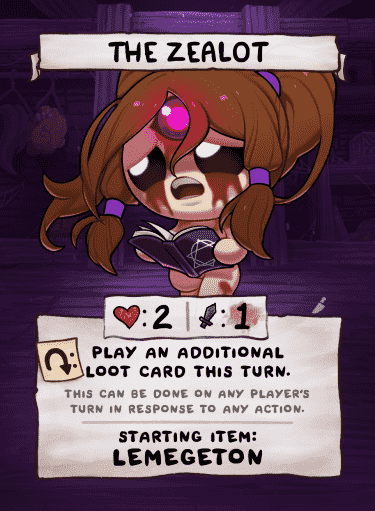 THE ZEALOT
:2 :1
:
PLAY AN ADDITIONAL
LOOT CARD THIS TURN.
THIS CAN BE DONE ON ANY PLAYER'S
TURN IN RESPONSE TO ANY ACTION.
STARTING ITEM:
LEMEGETON